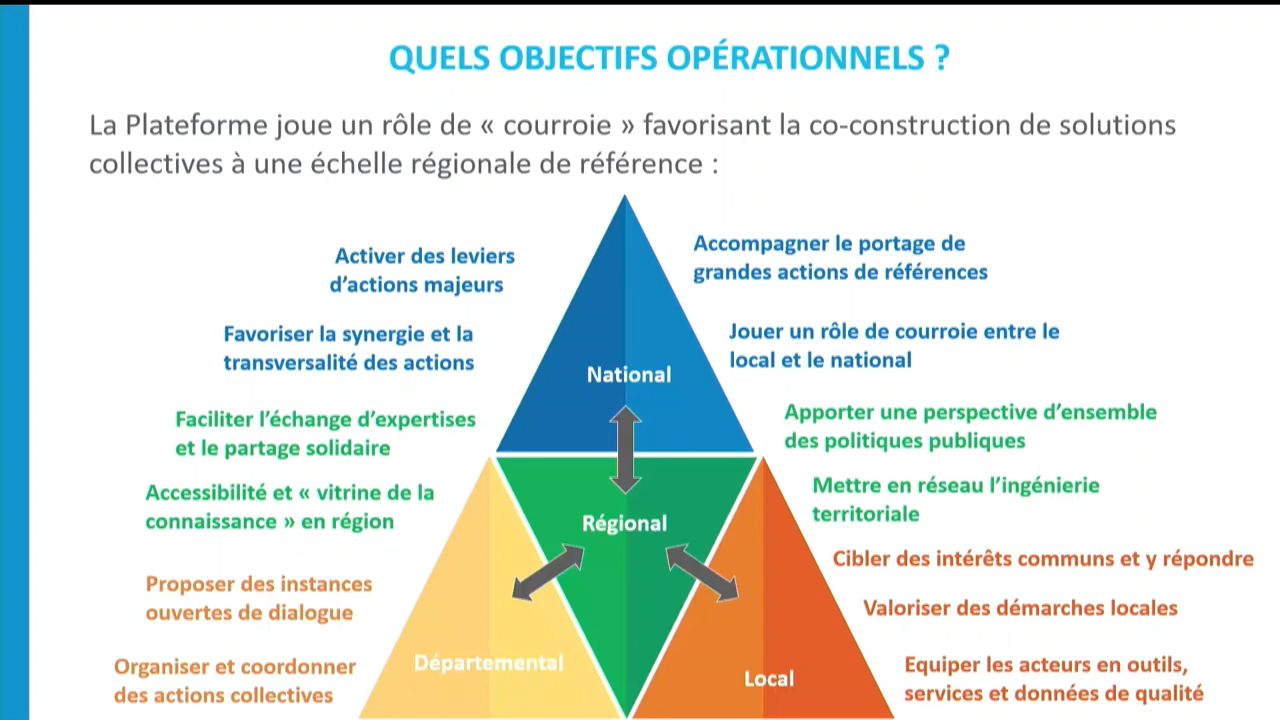 QUELS OBJECTIFS OPÉRATIONNELS ?
La Plateforme joue un rôle de « courroie » favorisant la co-construction de solutions
collectives à une échelle régionale de référence :
Activer des leviers
d’actions majeurs
Accompagner le portage de
grandes actions de références
Favoriser la synergie et la
transversalité des actions
Jouer un rôle de courroie entre le
local et le national
National
Faciliter l’échange d’expertises
et le partage solidaire
Apporter une perspective d’ensemble
des politiques publiques
Accessibilité et « vitrine de la
connaissance » en région
Mettre en réseau l’ingénierie
territoriale
Régional
Cibler des intérêts communs et y répondre
Proposer des instances
ouvertes de dialogue
Valoriser des démarches locales
Organiser et coordonner
des actions collectives
Départemental
Local
Equiper les acteurs en outils,
services et données de qualité